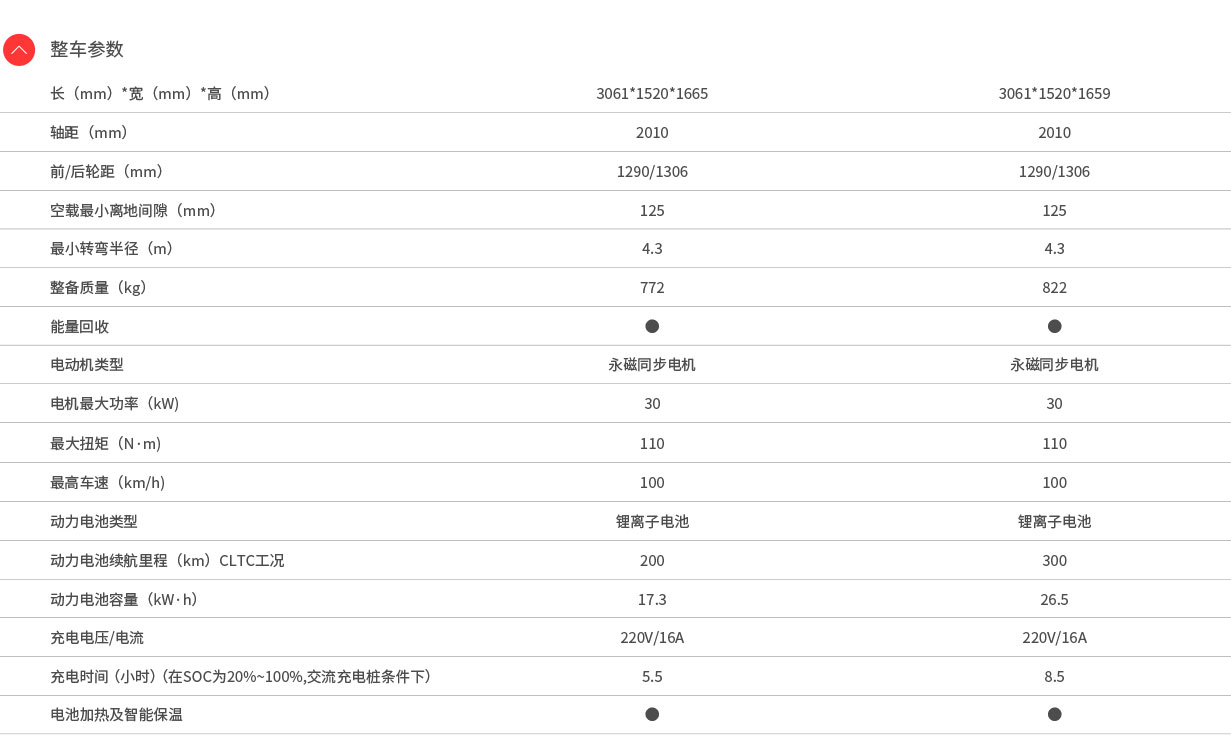 整车参数
长（mm）*宽（mm）*高（mm） 3061*1520*1665 3061*1520*1659
轴距（mm） 2010 2010
前/后轮距（mm） 1290/1306 1290/1306
空载最小离地间隙（mm） 125 125
最小转弯半径（m） 4.3 4.3
整备质量（kg） 772 822
能量回收 ● ●
电动机类型 永磁同步电机 永磁同步电机
电机最大功率（kW) 30 30
最大扭矩（N·m) 110 110
最高车速（km/h) 100 100
动力电池类型 锂离子电池 锂离子电池
动力电池续航里程（km）CLTC工况 200 300
动力电池容量（kW·h） 17.3 26.5
充电电压/电流 220V/16A 220V/16A
充电时间（小时）（在SOC为20%~100%,交流充电桩条件下） 5.5 8.5
电池加热及智能保温 ● ●